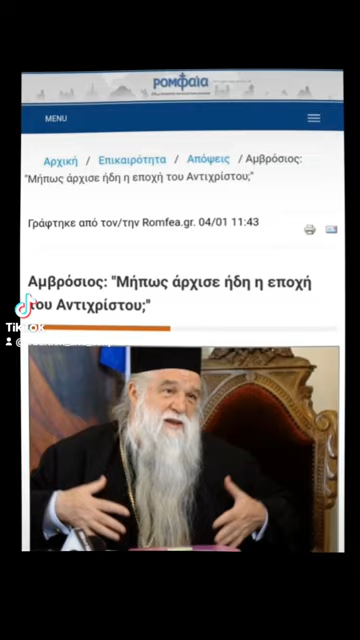 ΡΟΜΦΑΙΑ
MENU
Αρχική / Επικαιρότητα / Απόψεις / Αμβρόσιος:
"Μήπως άρχισε ήδη η εποχή του Αντιχρίστου;"
Γράφτηκε από τον/την Romfea.gr. 04/01 11:43
Αμβρόσιος: "Μήπως άρχισε ήδη η εποχή
του Αντιχρίστου;"
TikTok